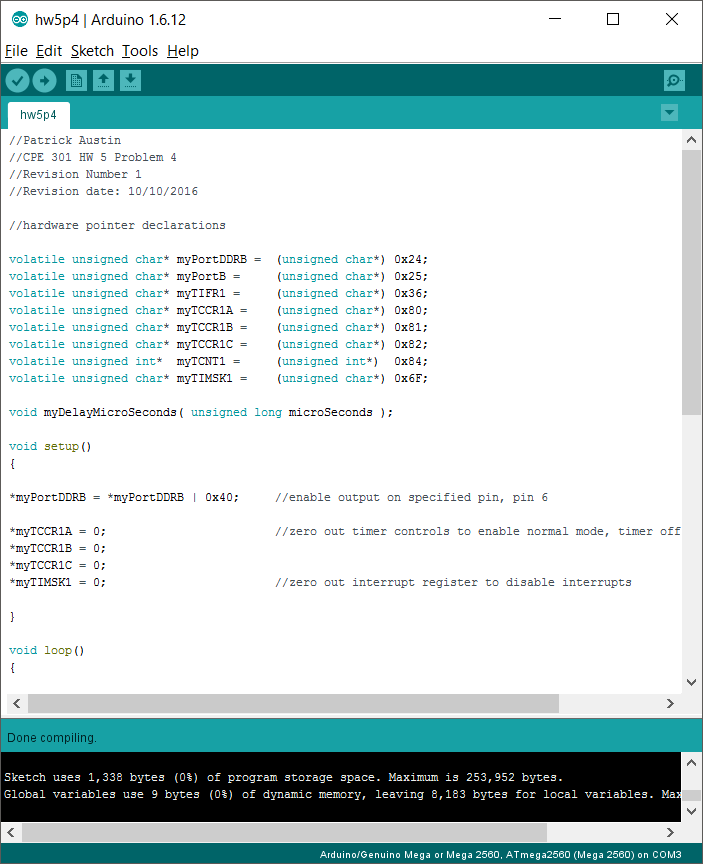 hw5p4 | Arduino 1.6.12
File Edit Sketch Tools Help
hw5p4
//Patrick Austin
//CPE 301 HW 5 Problem 4
//Revision Number 1
//Revision date: 10/10/2016
//hardware pointer declarations
volatile unsigned char* myPortDDRB = (unsigned char*) 0x24;
volatile unsigned char* myPortB = (unsigned char*) 0x25;
volatile unsigned char* myTIFR1 = (unsigned char*) 0x36;
volatile unsigned char* myTCCR1A = (unsigned char*) 0x80;
volatile unsigned char* myTCCR1B = (unsigned char*) 0x81;
volatile unsigned char* myTCCR1C = (unsigned char*) 0x82;
volatile unsigned int* myTCNT1 = (unsigned int*) 0x84;
volatile unsigned char* myTIMSK1 = (unsigned char*) 0x6F;
void myDelayMicroSeconds( unsigned long microSeconds );
void setup()
{
*myPortDDRB = *myPortDDRB | 0x40; //enable output on specified pin, pin 6
*myTCCR1A = 0; //zero out timer controls to enable normal mode, timer off
*myTCCR1B = 0;
*myTCCR1C = 0;
*myTIMSK1 = 0; //zero out interrupt register to disable interrupts
}
void loop()
{
Done compiling.
Sketch uses 1,338 bytes (0%) of program storage space. Maximum is 253,952 bytes.
Global variables use 9 bytes (0%) of dynamic memory, leaving 8,183 bytes for local variables. Max
Arduino/Genuino Mega or Mega 2560, ATmega2560 (Mega 2560) on COM3